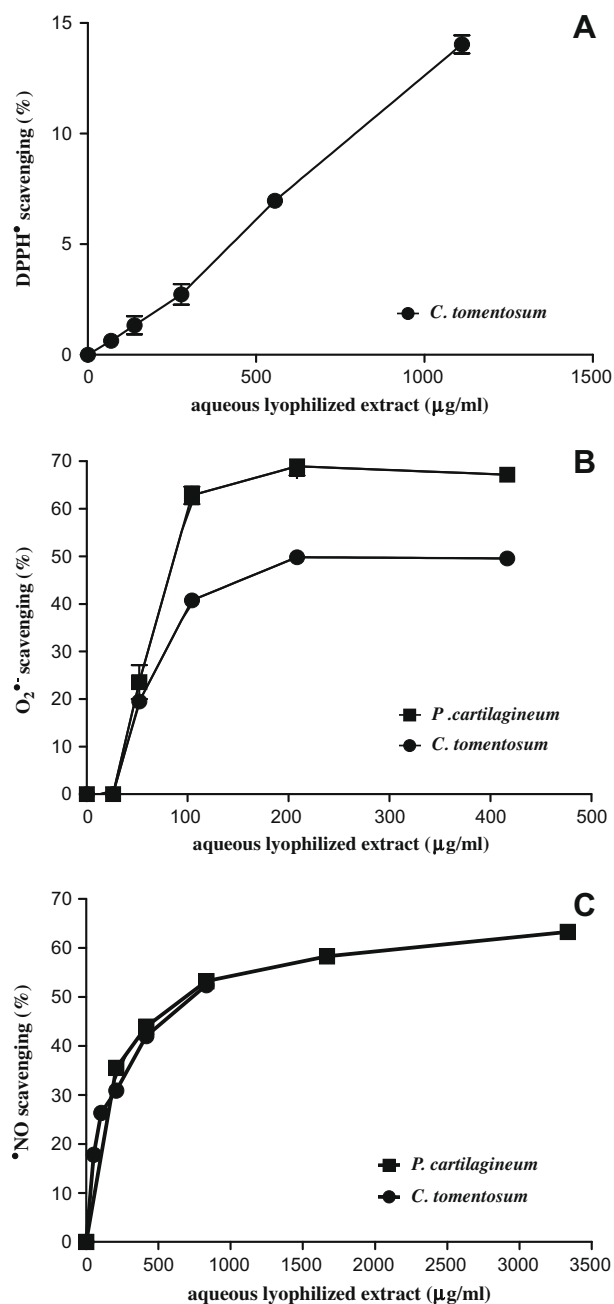 A
15
10
5
0
DPPH• scavenging (%)
C. tomentosum
0 500 1000 1500
aqueous lyophilized extract (μg/ml)
B
70
60
50
40
30
20
10
0
O2•- scavenging (%)
P .cartilagineum
C. tomentosum
0 100 200 300 400 500
aqueous lyophilized extract (μg/ml)
C
70
60
50
40
30
20
10
0
•NO scavenging (%)
P. cartilagineum
C. tomentosum
0 500 1000 1500 2000 2500 3000 3500
aqueous lyophilized extract (μg/ml)